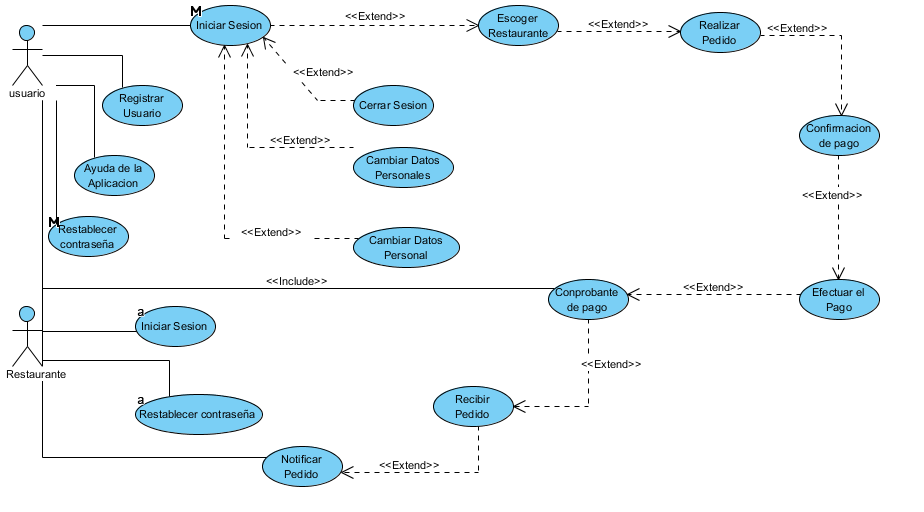 M
Iniciar Sesion
<<Extend>>
Escoger
Restaurante
<<Extend>>
Realizar
Pedido
<<Extend>>
usuario
Registrar
Usuario
<<Extend>>
Cerrar Sesion
Confirmacion
de pago
Ayuda de la
Aplicacion
<<Extend>>
Cambiar Datos
Personales
<<Extend>>
M
Restablecer
contraseña
<<Extend>>
Cambiar Datos
Personal
<<Include>>
Conprobante
de pago
<<Extend>>
Efectuar el
Pago
a
Iniciar Sesion
Restaurante
<<Extend>>
a
Restablecer contraseña
Recibir
Pedido
Notificar
Pedido
<<Extend>>